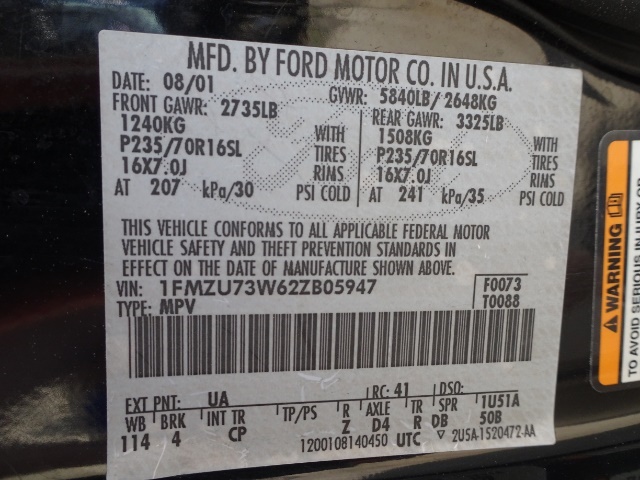 MFD. BY FORD MOTOR CO. IN U.S.A.
DATE: 08/01 GVWR: 5840LB/2648KG
FRONT GAWR: 2735LB REAR GAWR: 3325LB
1240KG WITH 1508KG WITH
P235/70R16SL TIRES P235/70R16SL TIRES
16X7.0J RIMS 16X7.0J RIMS
AT 207 kPa/30 PSI COLD AT 241 kPa/35 PSI COLD
THIS VEHICLE CONFORMS TO ALL APPLICABLE FEDERAL MOTOR
VEHICLE SAFETY AND THEFT PREVENTION STANDARDS IN
EFFECT ON THE DATE OF MANUFACTURE SHOWN ABOVE.
VIN: 1FMZU73W62ZB05947 F0073
TYPE: MPV T0088
EXT PNT: UA RC: 41 DSO:
WB BRK INT TR TP/PS R AXLE TR SPR 1U51A
114 4 CP Z D4 R DB 50B
1200108140450 UTC ▽ 2U5A-1520472-AA
WARNING
TO AVOID SERIOUS INJURY OR